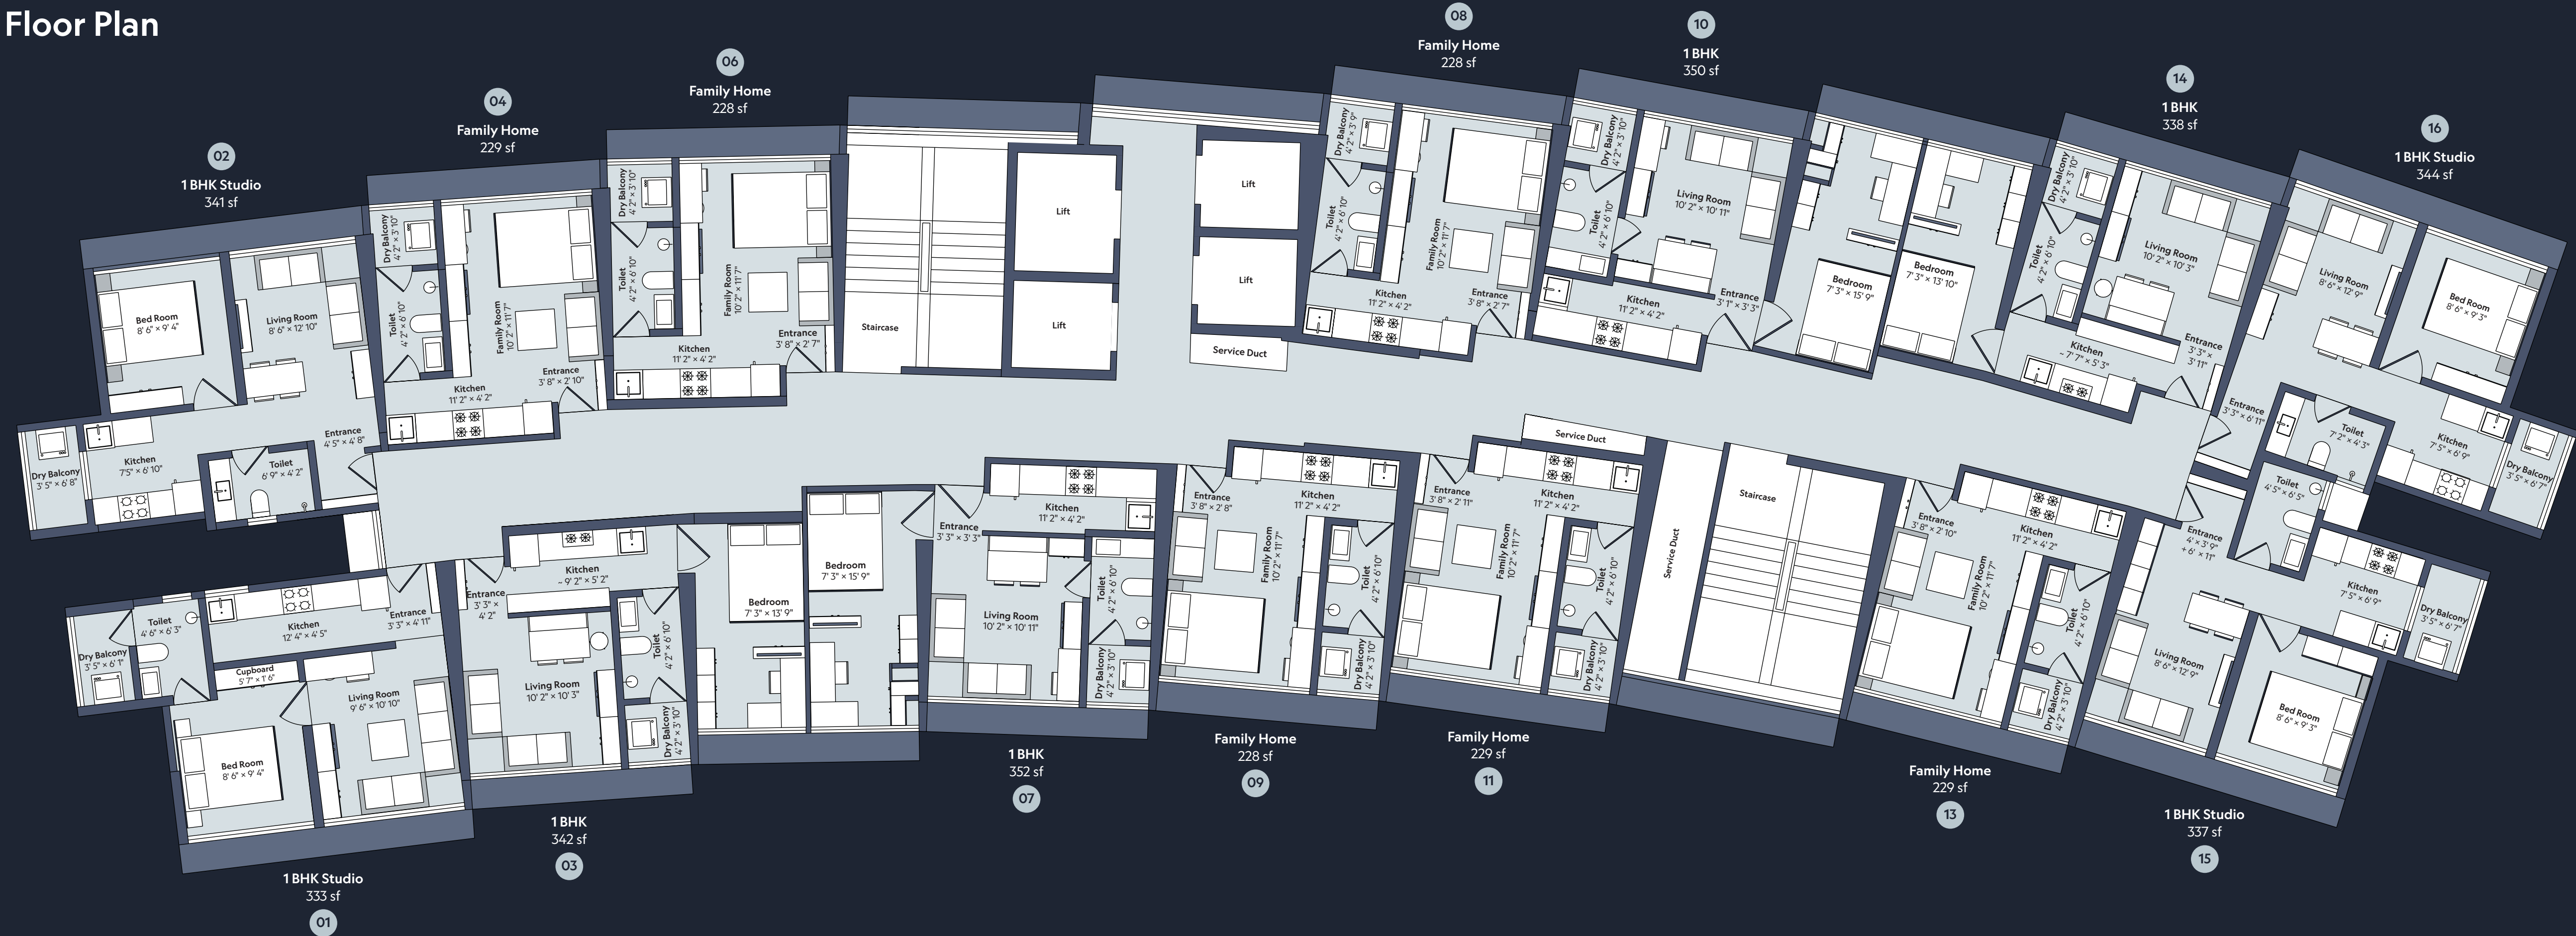 Floor Plan
02
1 BHK Studio
341 sf
Bed Room
8' 6" × 9' 4"
Living Room
8' 6" × 12' 10"
Dry Balcony
3' 5" × 6' 8"
Kitchen
7'5" × 6' 10"
Toilet
6' 9" × 4' 2"
Entrance
4' 5" × 4' 8"
04
Family Home
229 sf
Dry Balcony
4' 2" × 3' 10"
Toilet
4' 2" × 6' 10"
Family Room
10' 2" × 11' 7"
Kitchen
11' 2" × 4' 2"
Entrance
3' 8" × 2' 10"
06
Family Home
228 sf
Dry Balcony
4' 2" × 3' 10"
Toilet
4' 2" × 6' 10"
Family Room
10' 2" × 11' 7"
Kitchen
11' 2" × 4' 2"
Entrance
3' 8" × 2' 7"
Staircase
Lift
Lift
Lift
Lift
Service Duct
08
Family Home
228 sf
Dry Balcony
4' 2" × 3' 9"
Toilet
4' 2" × 6' 10"
Family Room
10' 2" × 11' 7"
Kitchen
11' 2" × 4' 2"
Entrance
3' 8" × 2' 7"
10
1 BHK
350 sf
Dry Balcony
4' 2" × 3' 10"
Toilet
4' 2" × 6' 10"
Living Room
10' 2" × 10' 11"
Kitchen
11' 2" × 4' 2"
Entrance
3' 1" × 3' 3"
Bedroom
7' 3" × 15' 9"
Bedroom
7' 3" × 13' 10"
14
1 BHK
338 sf
Dry Balcony
4' 2" × 3' 10"
Toilet
4' 2" × 6' 10"
Living Room
10' 2" × 10' 3"
Kitchen
~ 7' 7" × 5' 3"
Entrance
3' 3" ×
3' 11"
16
1 BHK Studio
344 sf
Living Room
8' 6" × 12' 9"
Bed Room
8' 6" × 9' 3"
Entrance
3' 3" × 6' 11"
Toilet
7' 2" × 4' 3"
Kitchen
7' 5" × 6' 9"
Dry Balcony
3' 5" × 6' 7"
Dry Balcony
3' 5" × 6' 1"
Toilet
4' 6" × 6' 3"
Kitchen
12' 4" × 4' 5"
Entrance
3' 3" × 4' 11"
Cupboard
5' 7" × 1' 6"
Living Room
9' 6" × 10' 10"
Bed Room
8' 6" × 9' 4"
1 BHK Studio
333 sf
01
Entrance
3' 3" ×
4' 2"
Kitchen
~ 9' 2" × 5' 2"
Living Room
10' 2" × 10' 3"
Toilet
4' 2" × 6' 10"
Dry Balcony
4' 2" × 3' 10"
Bedroom
7' 3" × 13' 9"
1 BHK
342 sf
03
Bedroom
7' 3" × 15' 9"
Entrance
3' 3" × 3' 3"
Kitchen
11' 2" × 4' 2"
Living Room
10' 2" × 10' 11"
Toilet
4' 2" × 6' 10"
Dry Balcony
4' 2" × 3' 10"
1 BHK
352 sf
07
Entrance
3' 8" × 2' 8"
Kitchen
11' 2" × 4' 2"
Family Room
10' 2" × 11' 7"
Toilet
4' 2" × 6' 10"
Dry Balcony
4' 2" × 3' 10"
Family Home
228 sf
09
Service Duct
Entrance
3' 8" × 2' 11"
Kitchen
11' 2" × 4' 2"
Family Room
10' 2" × 11' 7"
Toilet
4' 2" × 6' 10"
Dry Balcony
4' 2" × 3' 10"
Family Home
229 sf
11
Service Duct
Staircase
Entrance
3' 8" × 2' 10"
Kitchen
11' 2" × 4' 2"
Family Room
10' 2" × 11' 7"
Toilet
4' 2" × 6' 10"
Dry Balcony
4' 2" × 3' 10"
Family Home
229 sf
13
Entrance
4' × 3' 9"
+ 6' × 11"
Toilet
4' 5" × 6' 5"
Kitchen
7' 5" × 6' 9"
Dry Balcony
3' 5" × 6' 7"
Living Room
8' 6" × 12' 9"
Bed Room
8' 6" × 9' 3"
1 BHK Studio
337 sf
15